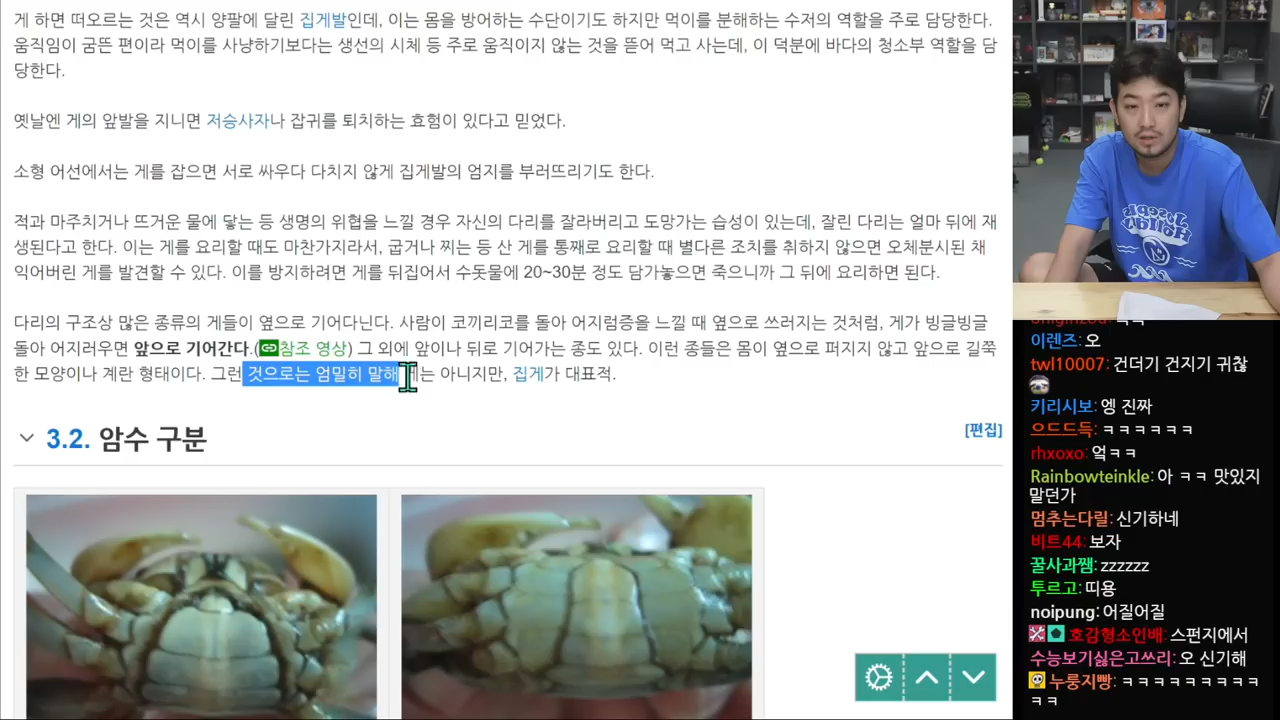 게 하면 떠오르는 것은 역시 양팔에 달린 집게발인데, 이는 몸을 방어하는 수단이기도 하지만 먹이를 분해하는 수저의 역할을 주로 담당한다.
움직임이 굼뜬 편이라 먹이를 사냥하기보다는 생선의 시체 등 주로 움직이지 않는 것을 뜯어 먹고 사는데, 이 덕분에 바다의 청소부 역할을 담
당한다.
옛날엔 게의 앞발을 지니면 저승사자나 잡귀를 퇴치하는 효험이 있다고 믿었다.
소형 어선에서는 게를 잡으면 서로 싸우다 다치지 않게 집게발의 엄지를 부러뜨리기도 한다.
적과 마주치거나 뜨거운 물에 닿는 등 생명의 위협을 느낄 경우 자신의 다리를 잘라버리고 도망가는 습성이 있는데, 잘린 다리는 얼마 뒤에 재
생된다고 한다. 이는 게를 요리할 때도 마찬가지라서, 굽거나 찌는 등 산 게를 통째로 요리할 때 별다른 조치를 취하지 않으면 오체분시된 채
익어버린 게를 발견할 수 있다. 이를 방지하려면 게를 뒤집어서 수돗물에 20~30분 정도 담가놓으면 죽으니까 그 뒤에 요리하면 된다.
다리의 구조상 많은 종류의 게들이 옆으로 기어다닌다. 사람이 코끼리코를 돌아 어지럼증을 느낄 때 옆으로 쓰러지는 것처럼, 게가 빙글빙글
돌아 어지러우면 앞으로 기어간다.(참조 영상) 그 외에 앞이나 뒤로 기어가는 종도 있다. 이런 종들은 몸이 옆으로 퍼지지 않고 앞으로 길쭉
한 모양이나 계란 형태이다. 그런 것으로는 엄밀히 말해 는 아니지만, 집게가 대표적.
3.2. 암수 구분
[편집]
이렌즈: 오
twl10007: 건더기 건지기 귀찮
키리시보: 엥 진짜
으드드득: ㅋㅋㅋㅋㅋㅋ
rhxoxo: 엌ㅋㅋ
Rainbowteinkle: 아 ㅋㅋ 맛있지
말던가
멈추는다릴: 신기하네
비트44: 보자
꿀사과쨈: zzzzzz
투르고: 띠용
noipung: 어질어질
호감형소인배: 스펀지에서
수능보기싫은고쓰리: 오 신기해
누룽지빵: ㅋㅋㅋㅋㅋㅋㅋㅋㅋㅋ
ㅋㅋ